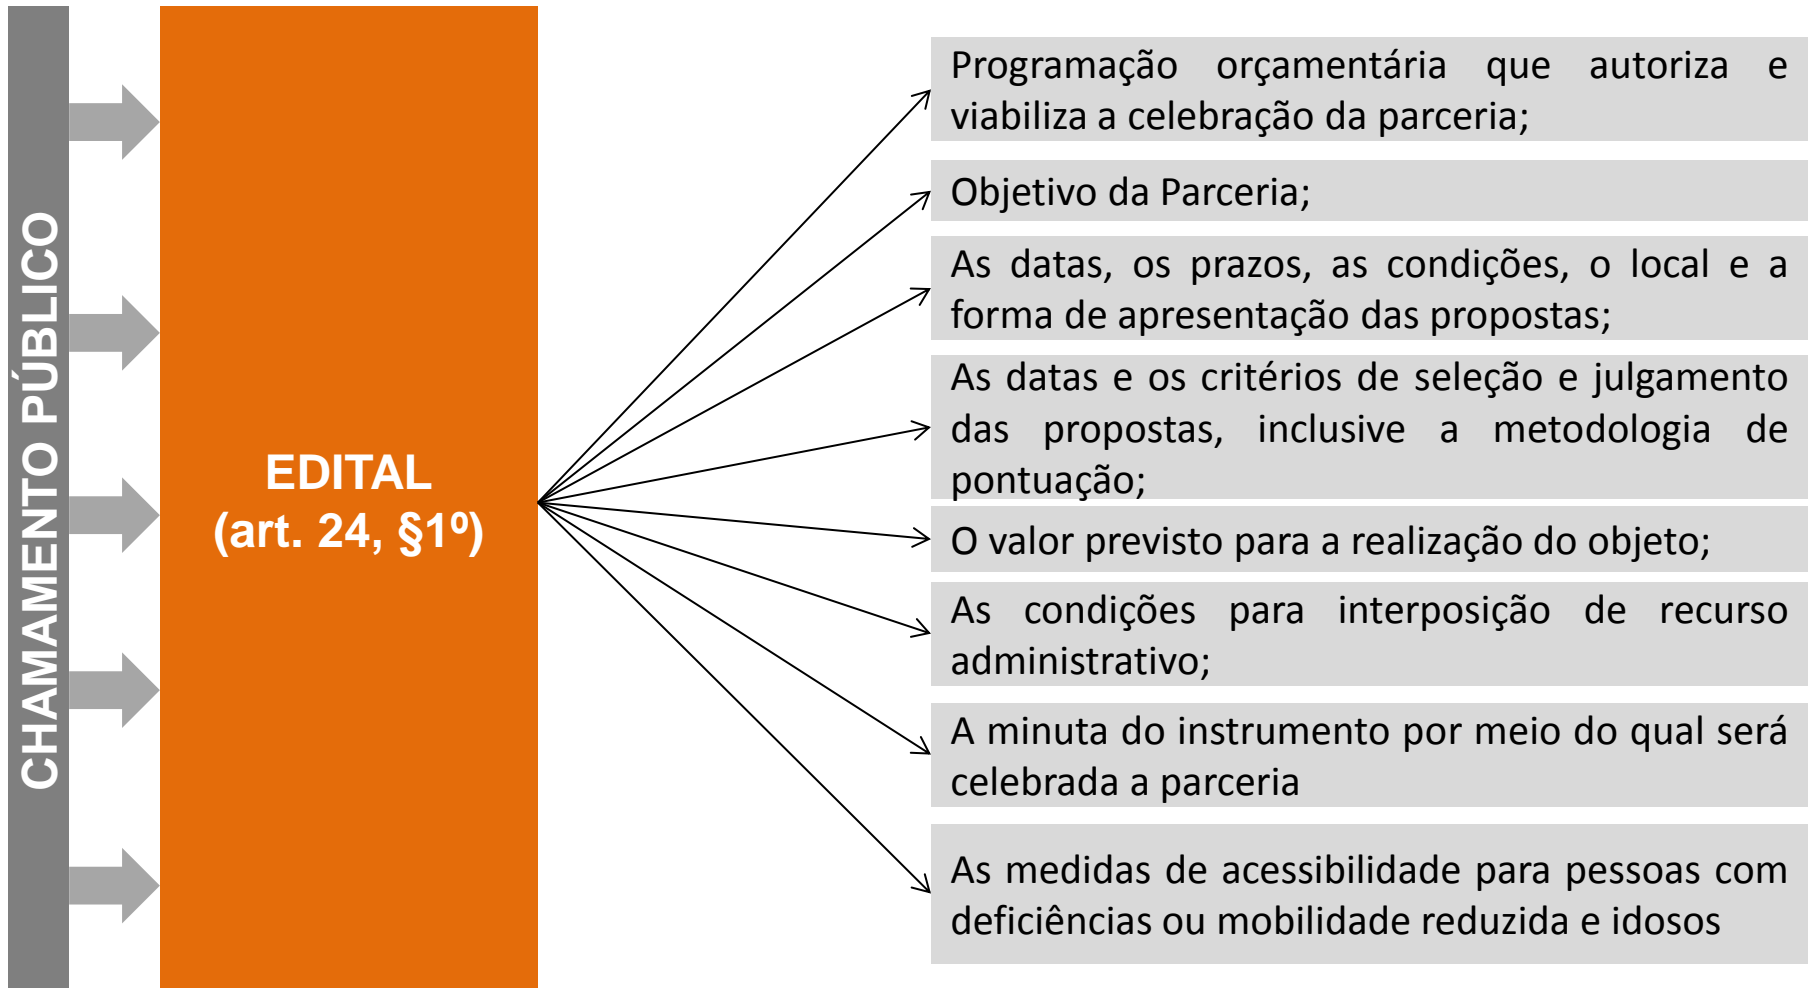 CHAMAMENTO PÚBLICO
EDITAL
(art. 24, §1º)
Programação orçamentária que autoriza e
viabiliza a celebração da parceria;
Objetivo da Parceria;
As datas, os prazos, as condições, o local e a
forma de apresentação das propostas;
As datas e os critérios de seleção e julgamento
das propostas, inclusive a metodologia de
pontuação;
O valor previsto para a realização do objeto;
As condições para interposição de recurso
administrativo;
A minuta do instrumento por meio do qual será
celebrada a parceria
As medidas de acessibilidade para pessoas com
deficiências ou mobilidade reduzida e idosos